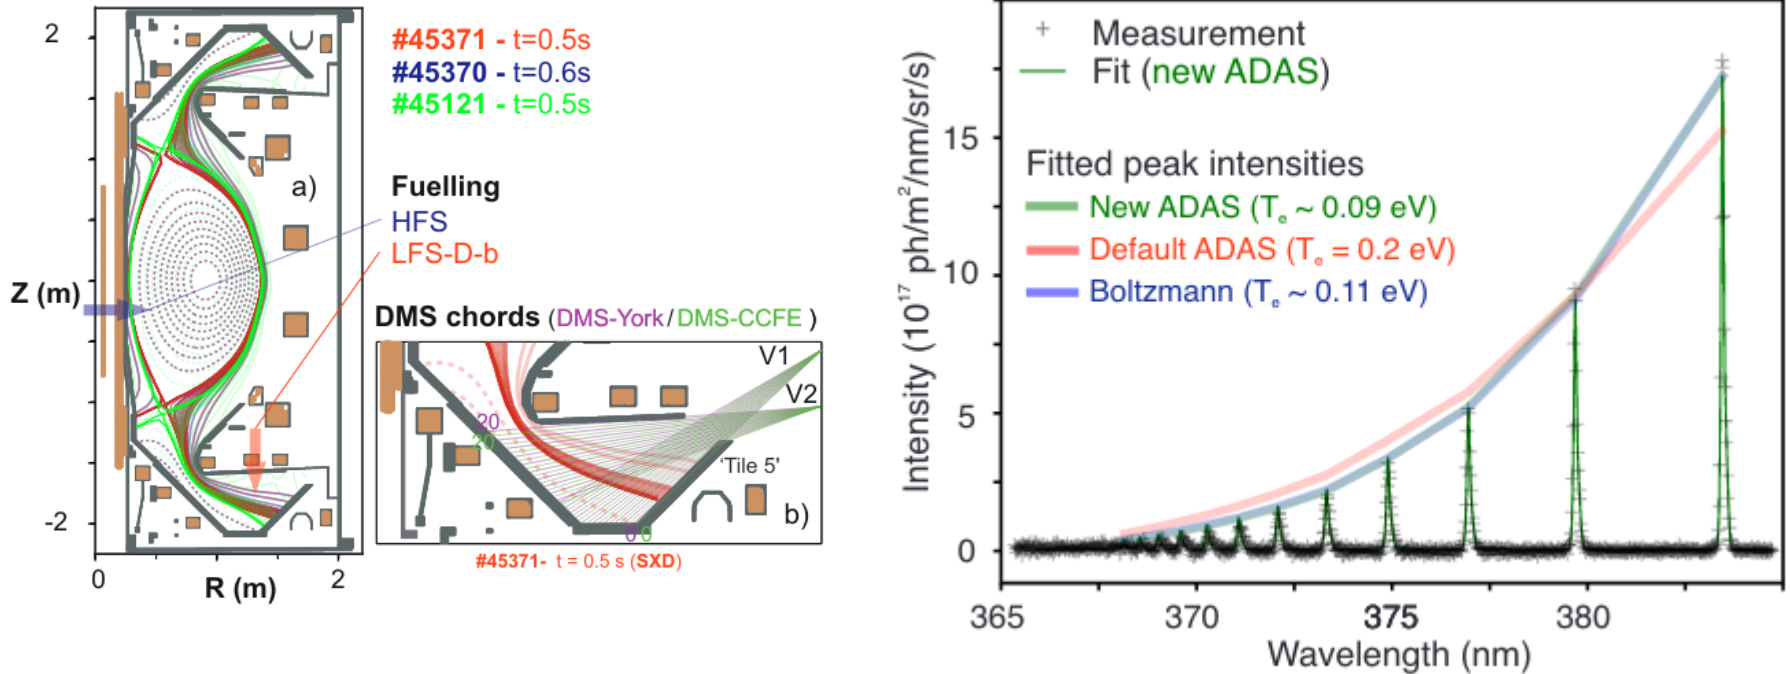 #45371 - t=0.5s
#45370 - t=0.6s
#45121 - t=0.5s
a)
Fuelling
HFS
LFS-D-b
2
Z (m)
-2
0
2
R (m)
DMS chords (DMS-York/DMS-CCFE )
V1
V2
20
20
'Tile 5'
b)
0 0
#45371- t = 0.5 s (SXD)
Measurement
Fit (new ADAS)
Fitted peak intensities
New ADAS (Te ~ 0.09 eV)
Default ADAS (Te = 0.2 eV)
Boltzmann (Te ~ 0.11 eV)
Intensity (10¹⁷ ph/m²/nm/sr/s)
15
10
5
0
365
370
375
380
Wavelength (nm)